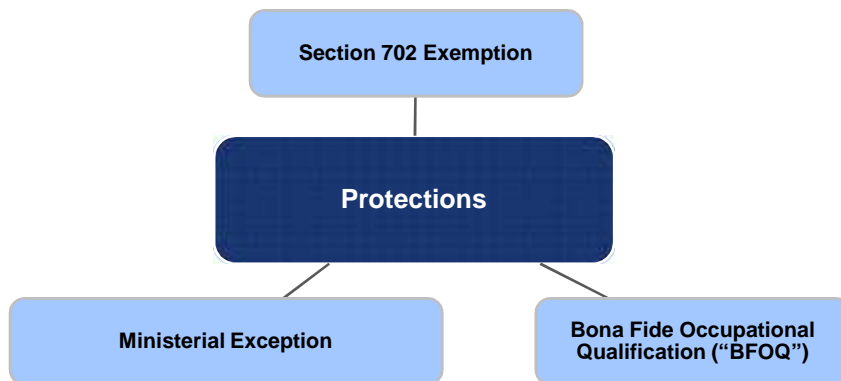 Section 702 Exemption
Protections
Ministerial Exception
Bona Fide Occupational
Qualification (“BFOQ”)